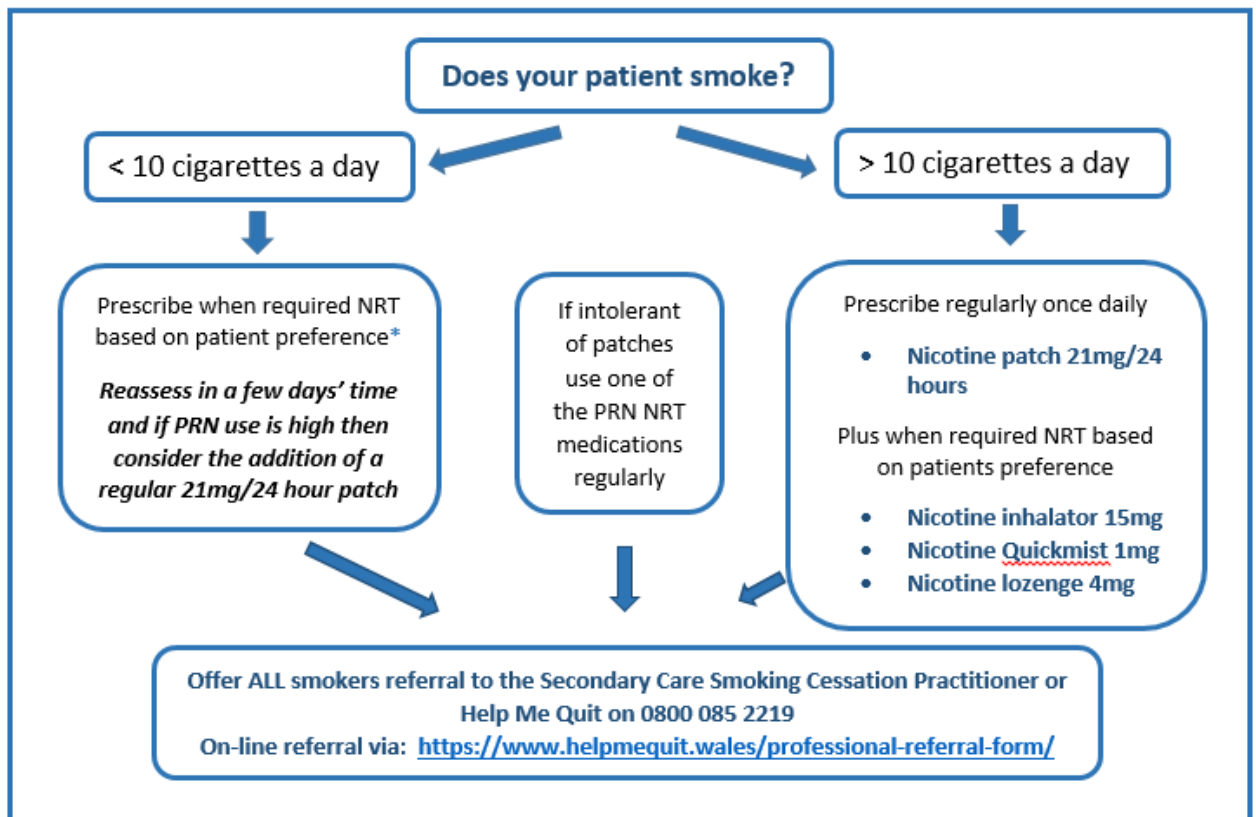 Does your patient smoke?
< 10 cigarettes a day
> 10 cigarettes a day
Prescribe when required NRT
based on patient preference*
Reassess in a few days’ time
and if PRN use is high then
consider the addition of a
regular 21mg/24 hour patch
If intolerant
of patches
use one of
the PRN NRT
medications
regularly
Prescribe regularly once daily
• Nicotine patch 21mg/24
hours
Plus when required NRT based
on patients preference
• Nicotine inhalator 15mg
• Nicotine Quickmist 1mg
• Nicotine lozenge 4mg
Offer ALL smokers referral to the Secondary Care Smoking Cessation Practitioner or
Help Me Quit on 0800 085 2219
On-line referral via: https://www.helpmequit.wales/professional-referral-form/